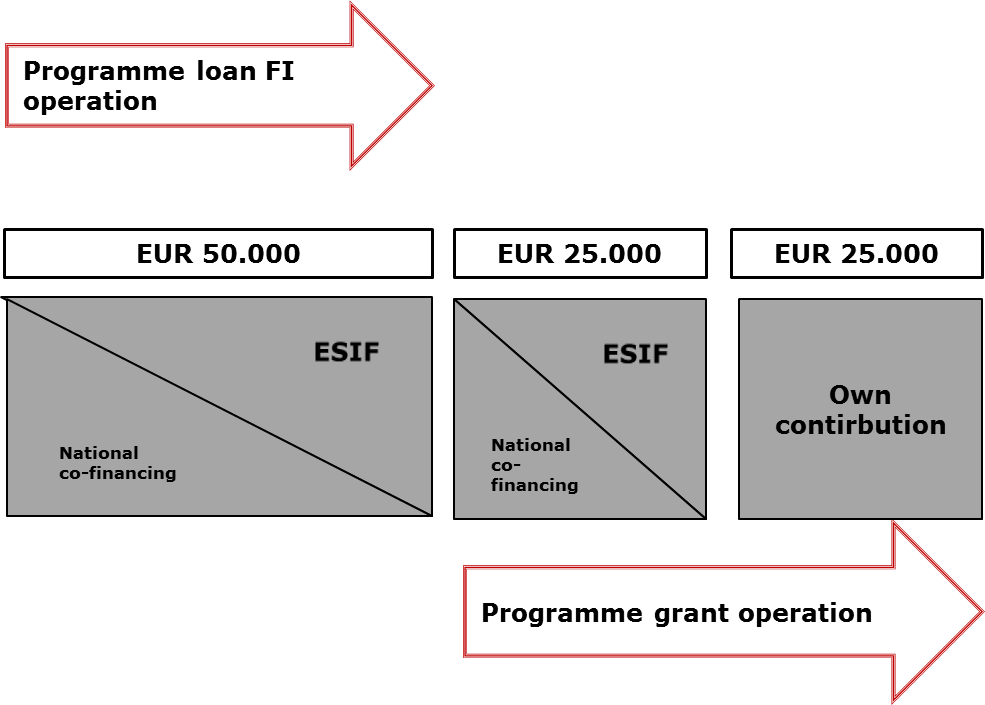 Programme loan FI
operation
EUR 50.000
EUR 25.000
EUR 25.000
ESIF
National
co-financing
ESIF
National
co-
financing
Own
contirbution
Programme grant operation